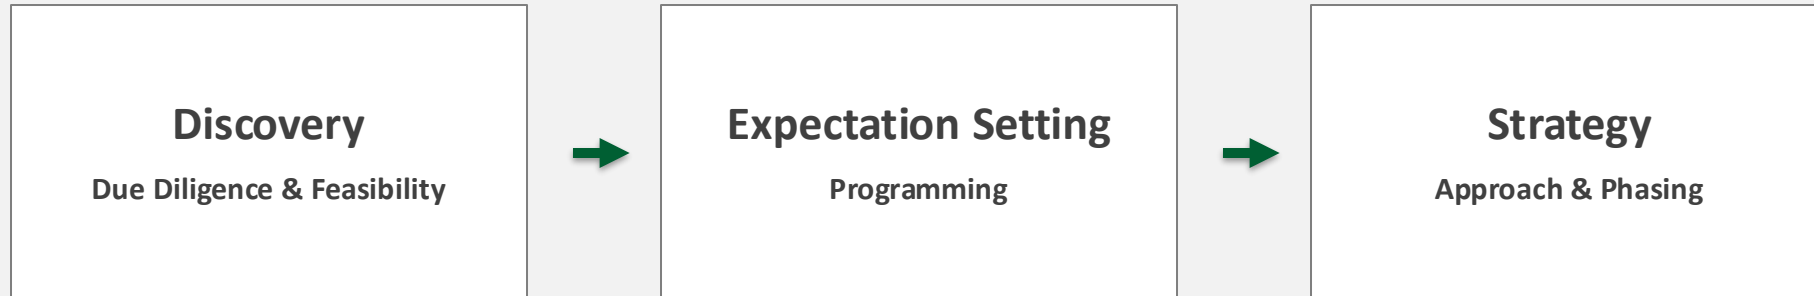 Discovery
Due Diligence & Feasibility
Expectation Setting
Programming
Strategy
Approach & Phasing